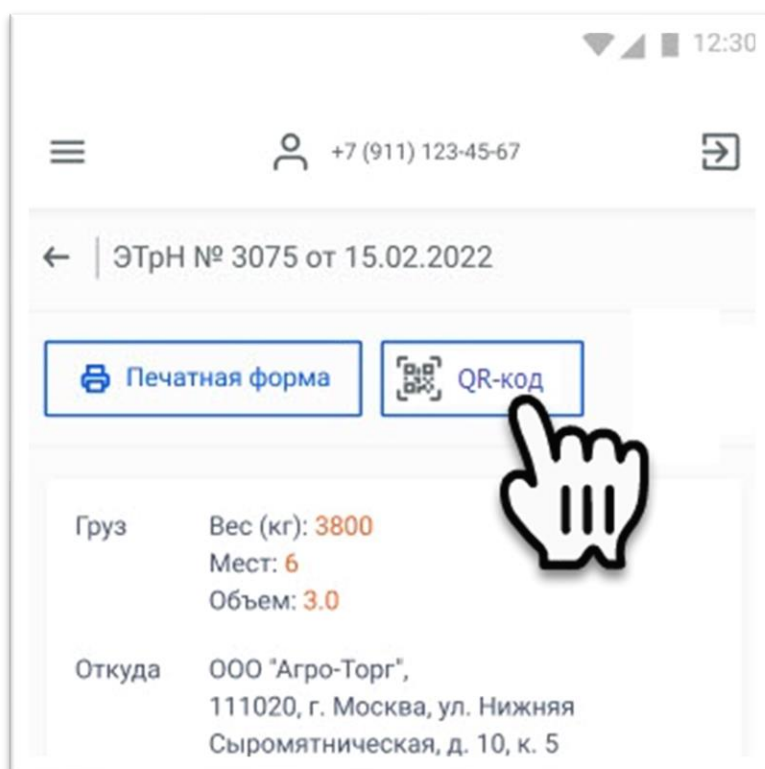 12:30
+7 (911) 123-45-67
ЭТрН № 3075 от 15.02.2022
Печатная форма
QR-код
Груз Вес (кг): 3800
Мест: 6
Объем: 3.0
Откуда ООО "Агро-Торг",
111020, г. Москва, ул. Нижняя
Сыромятническая, д. 10, к. 5